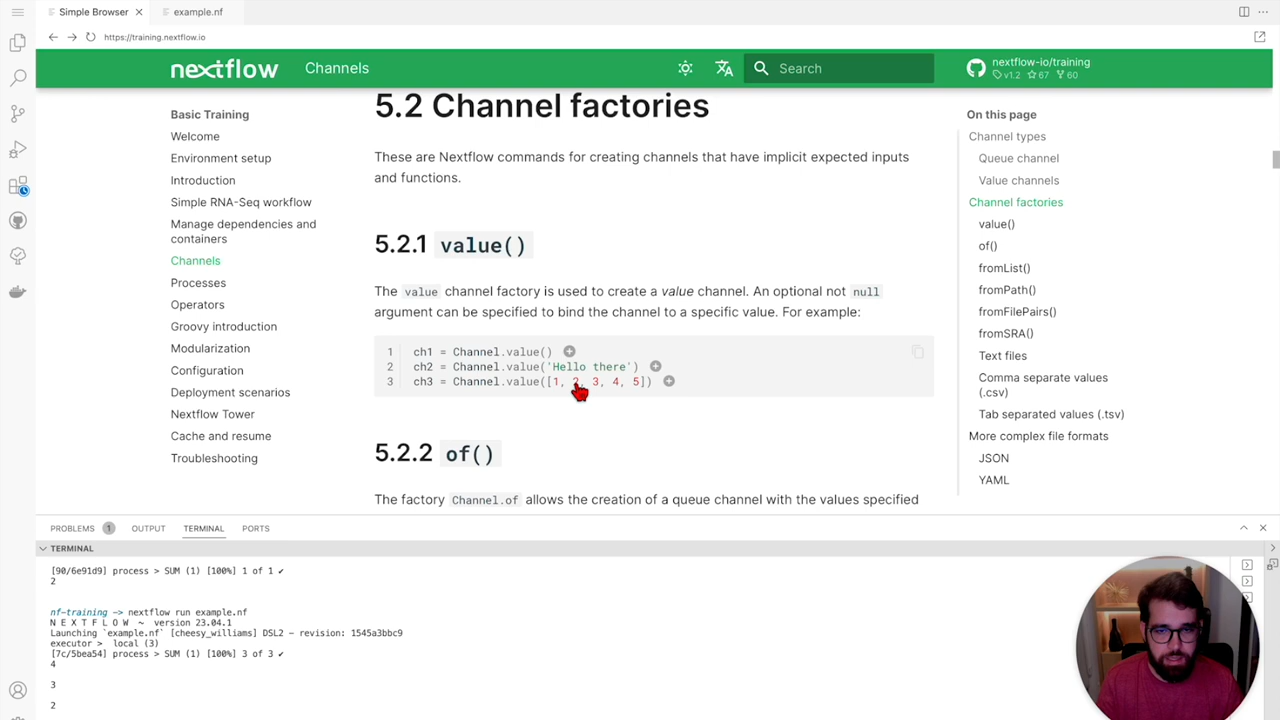 Simple Browser
example.nf
https://training.nextflow.io
nextflow
Channels
Search
nextflow-io/training
v1.2 67 60
Basic Training
Welcome
Environment setup
Introduction
Simple RNA-Seq workflow
Manage dependencies and
containers
Channels
Processes
Operators
Groovy introduction
Modularization
Configuration
Deployment scenarios
Nextflow Tower
Cache and resume
Troubleshooting
5.2 Channel factories
These are Nextflow commands for creating channels that have implicit expected inputs
and functions.
5.2.1 value()
The value channel factory is used to create a value channel. An optional not null
argument can be specified to bind the channel to a specific value. For example:
1 ch1 = Channel.value()
2 ch2 = Channel.value('Hello there')
3 ch3 = Channel.value([1, 2, 3, 4, 5])
5.2.2 of()
The factory Channel.of allows the creation of a queue channel with the values specified
On this page
Channel types
Queue channel
Value channels
Channel factories
value()
of()
fromList()
fromPath()
fromFilePairs()
fromSRA()
Text files
Comma separate values
(.csv)
Tab separated values (.tsv)
More complex file formats
JSON
YAML
PROBLEMS 1 OUTPUT TERMINAL PORTS
TERMINAL
[90/6e91d9] process > SUM (1) [100%] 1 of 1 ✔
2
nf-training -> nextflow run example.nf
N E X T F L O W ~ version 23.04.1
Launching `example.nf` [cheesy_williams] DSL2 - revision: 1545a3bbc9
executor > local (3)
[7c/5bea54] process > SUM (1) [100%] 3 of 3 ✔
4
3
2